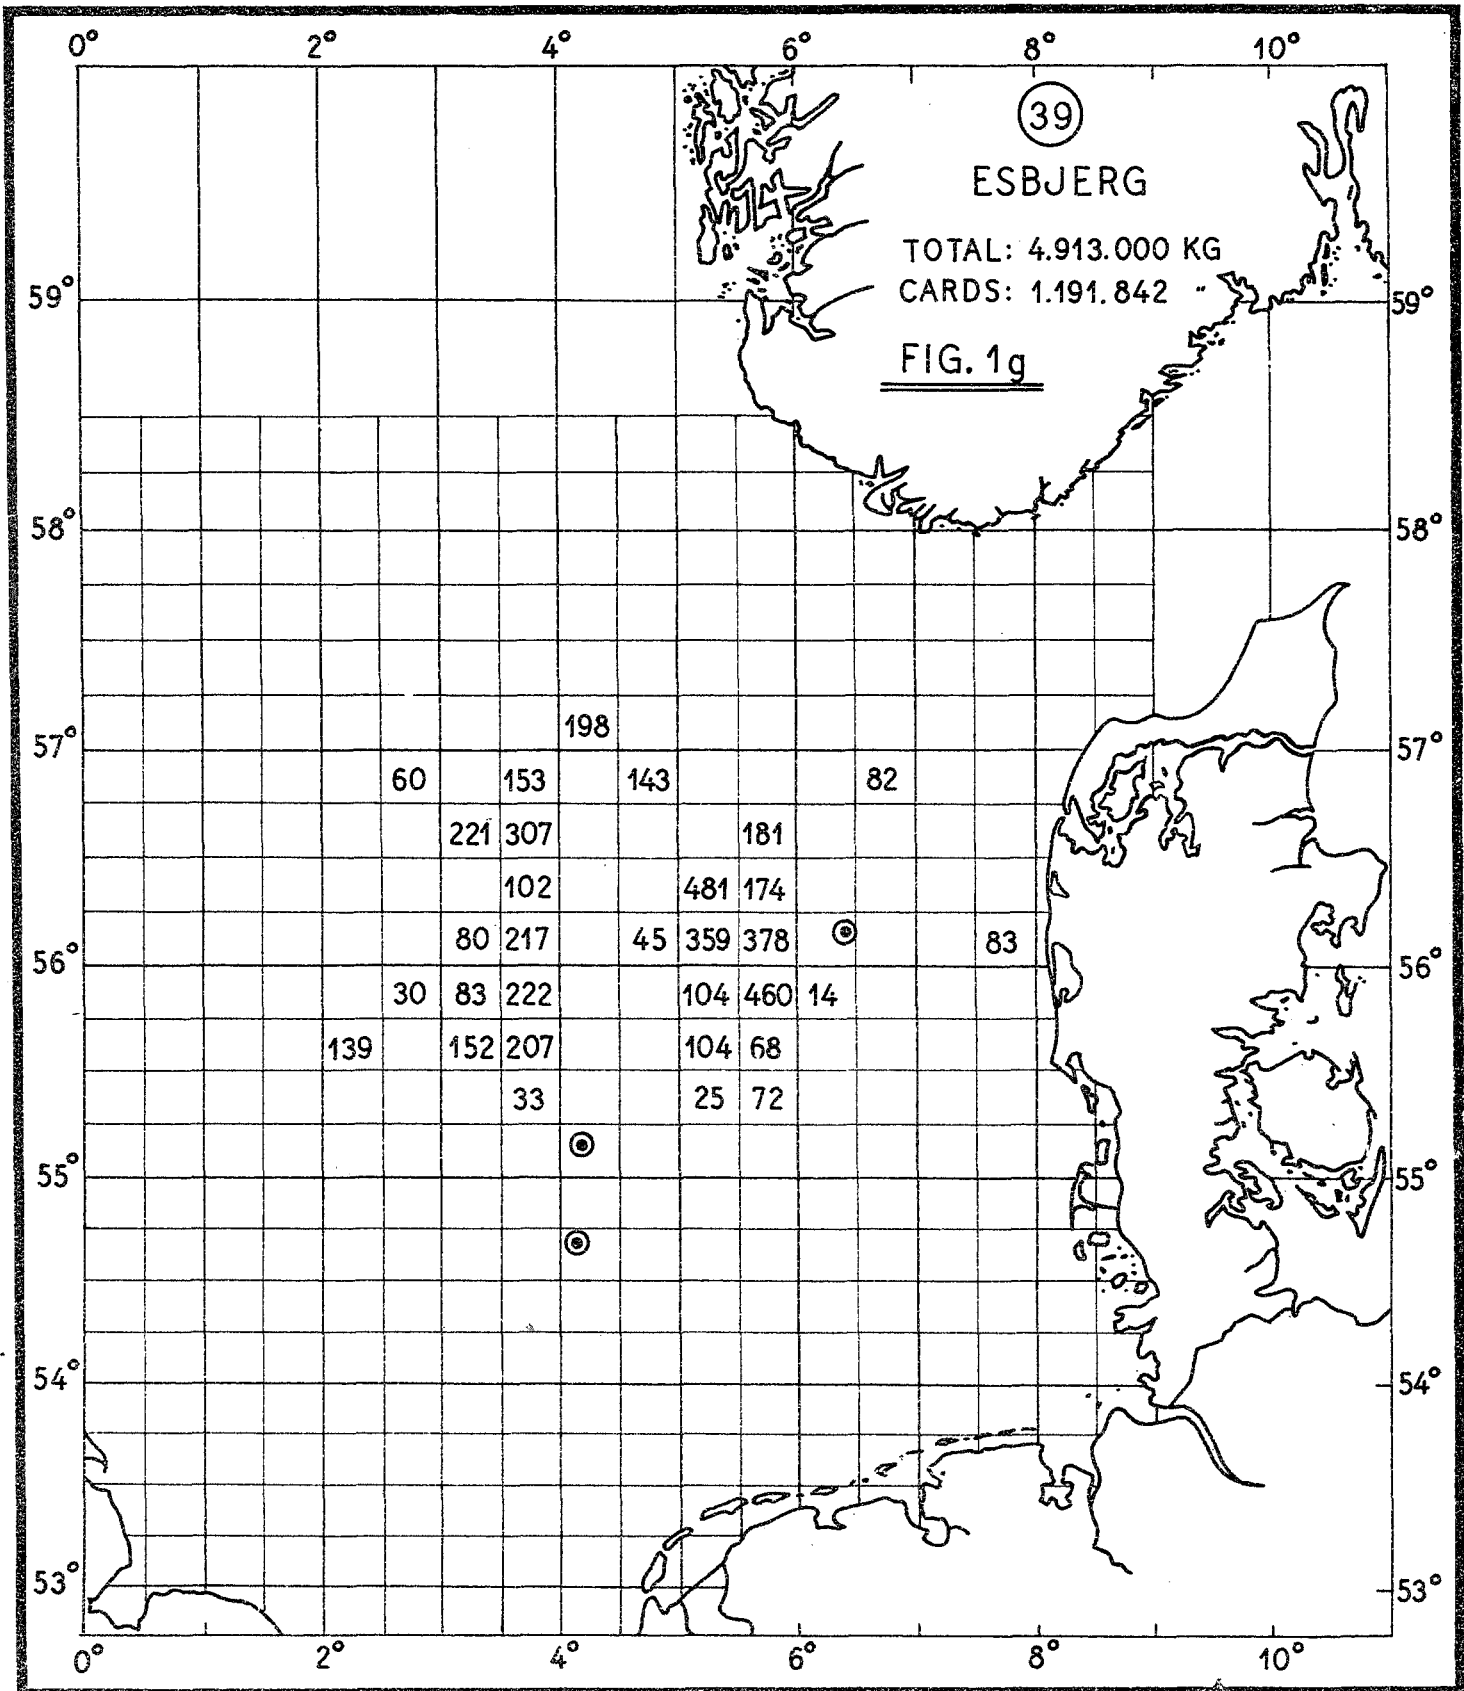 0° 2° 4° 6° 8° 10°
39
ESBJERG
TOTAL: 4.913.000 KG
CARDS: 1.191.842 "
59° 59°
FIG. 1g
58° 58°
198
57° 57°
60 153 143 82
221 307 181
102 481 174
80 217 45 359 378 83
56° 56°
30 83 222 104 460 14
139 152 207 104 68
33 25 72
55° 55°
54° 54°
53° 53°
0° 2° 4° 6° 8° 10°